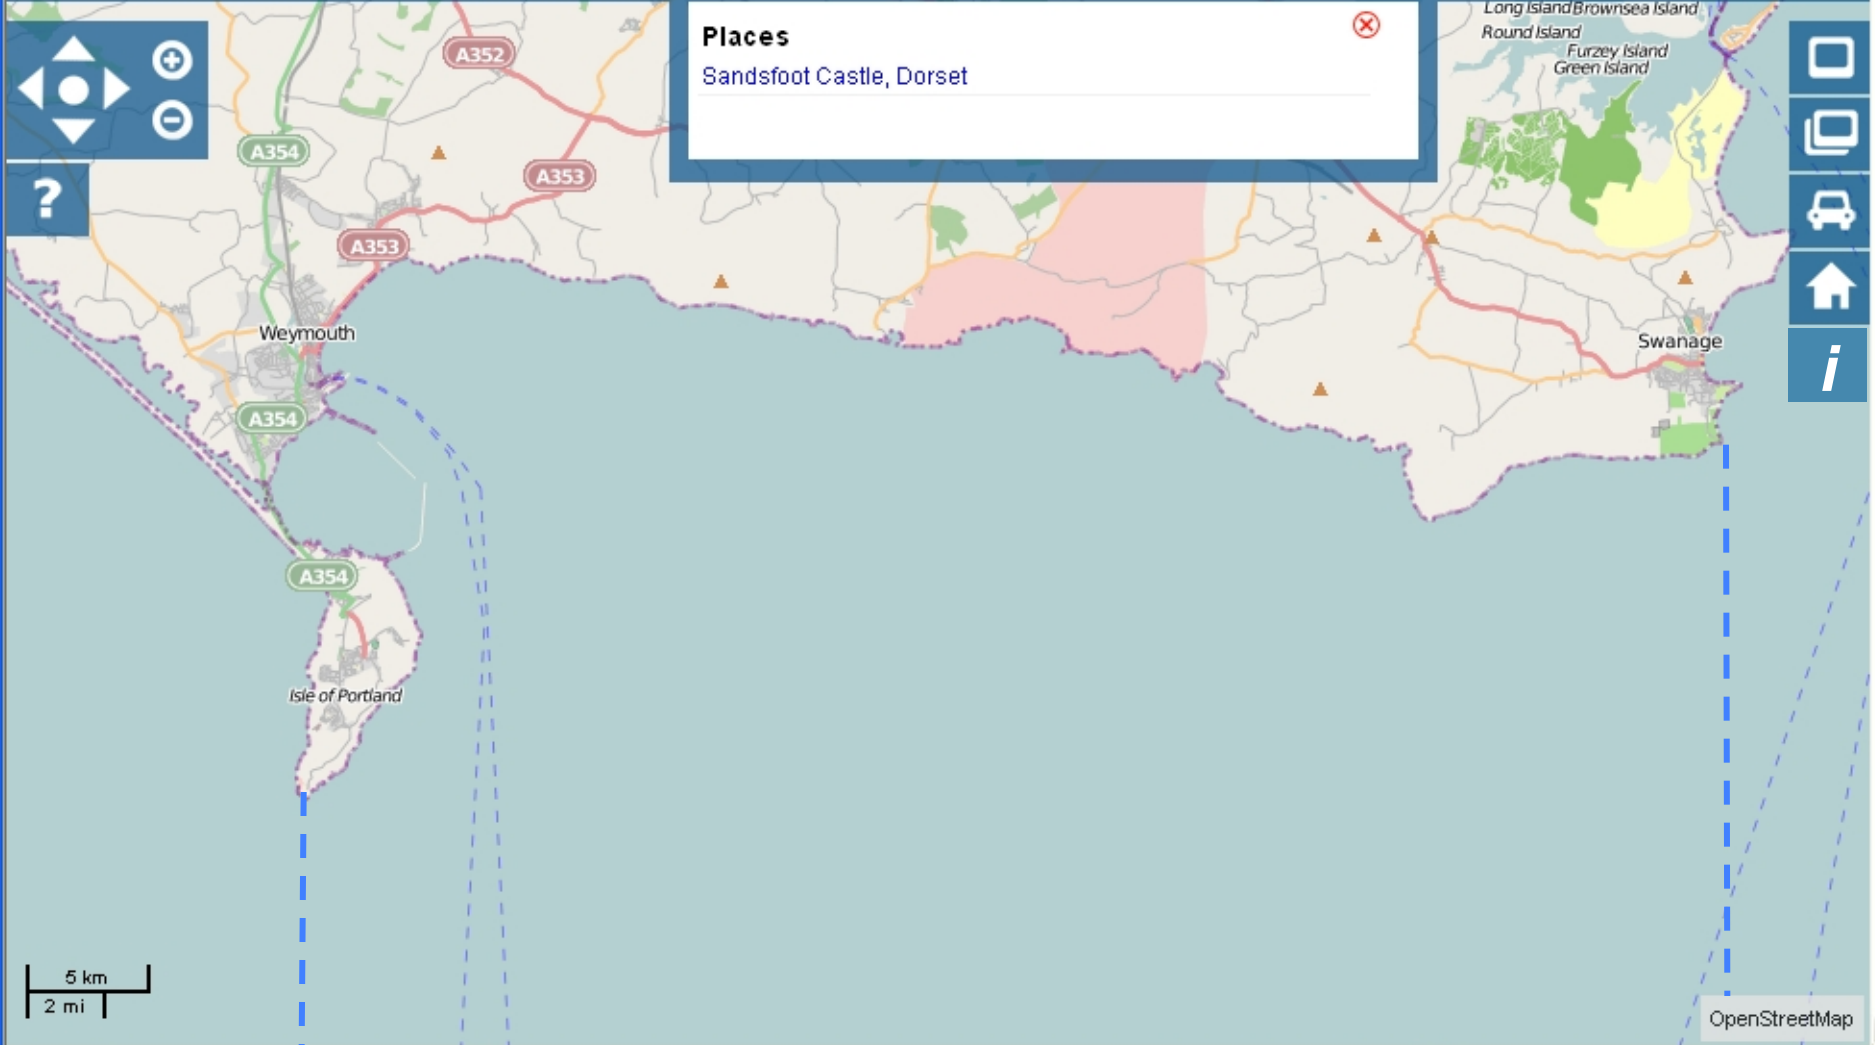 Places
Sandsfoot Castle, Dorset
Long Island
Brownsea Island
Round Island
Furzey Island
Green Island
A352
A354
A353
?
A353
Weymouth
Swanage
i
A354
A354
Isle of Portland
5 km
2 mi
OpenStreetMap